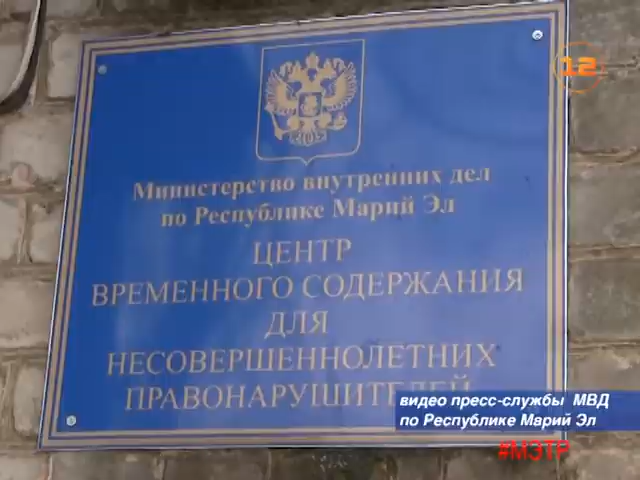 12
Министерство внутренних дел
по Республике Марий Эл
ЦЕНТР
ВРЕМЕННОГО СОДЕРЖАНИЯ
ДЛЯ
НЕСОВЕРШЕННОЛЕТНИХ
ПРАВОНАРУШИТЕЛЕЙ
видео пресс-службы МВД
по Республике Марий Эл
#МЭТР